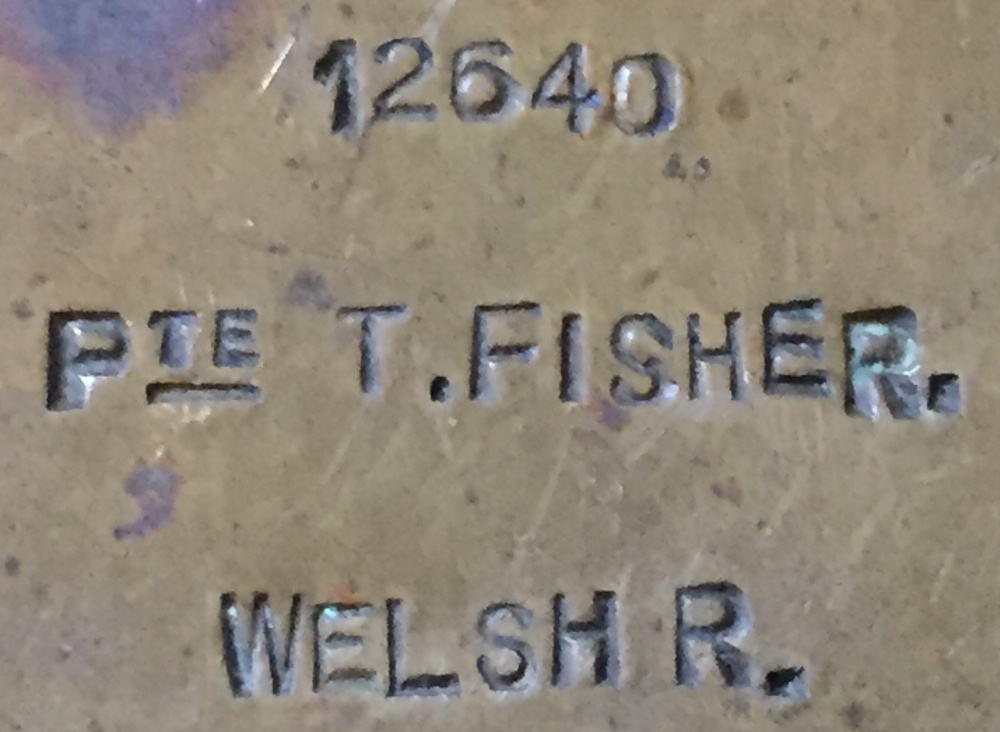 12640
PTE T.FISHER.
WELSH R.